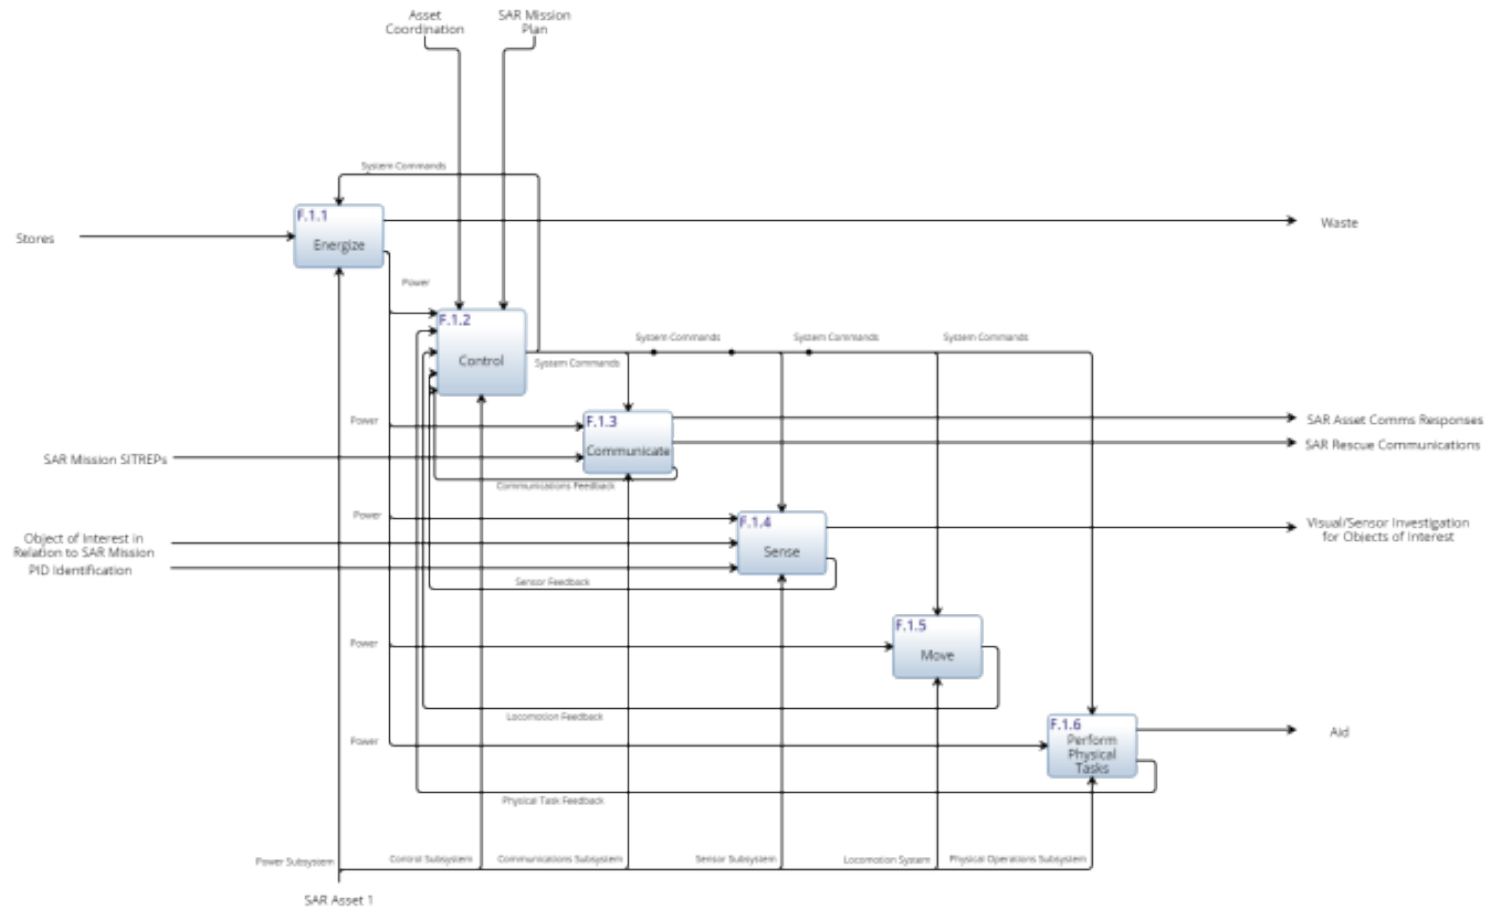 Asset
Coordination
SAR Mission
Plan
System Commands
F.1.1
Energize
Stores
Waste
Power
F.1.2
Control
System Commands
System Commands
System Commands
System Commands
F.1.3
Communicate
Power
SAR Asset Comms Responses
SAR Rescue Communications
SAR Mission SITREPs
Communications Feedback
Power
F.1.4
Sense
Visual/Sensor Investigation
for Objects of Interest
Object of Interest in
Relation to SAR Mission
PID Identification
Sensor Feedback
F.1.5
Move
Power
Locomotion Feedback
F.1.6
Perform
Physical
Tasks
Power
Aid
Physical Task Feedback
Power Subsystem
Control Subsystem
Communications Subsystem
Sensor Subsystem
Locomotion System
Physical Operations Subsystem
SAR Asset 1